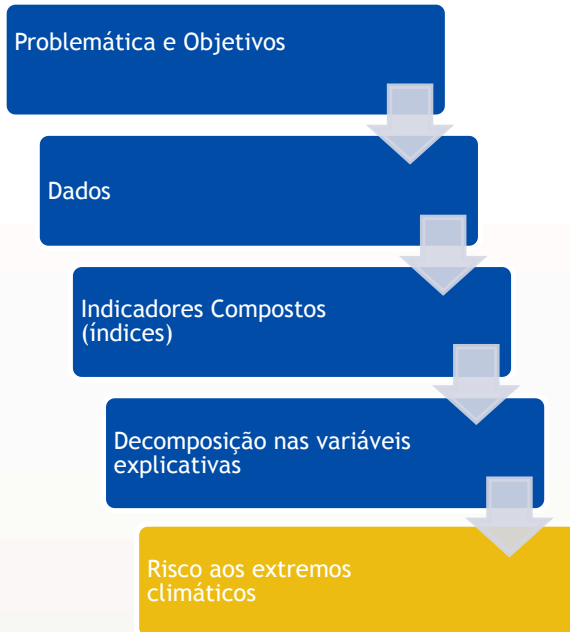 Problemática e Objetivos
Dados
Indicadores Compostos
(índices)
Decomposição nas variáveis
explicativas
Risco aos extremos
climáticos